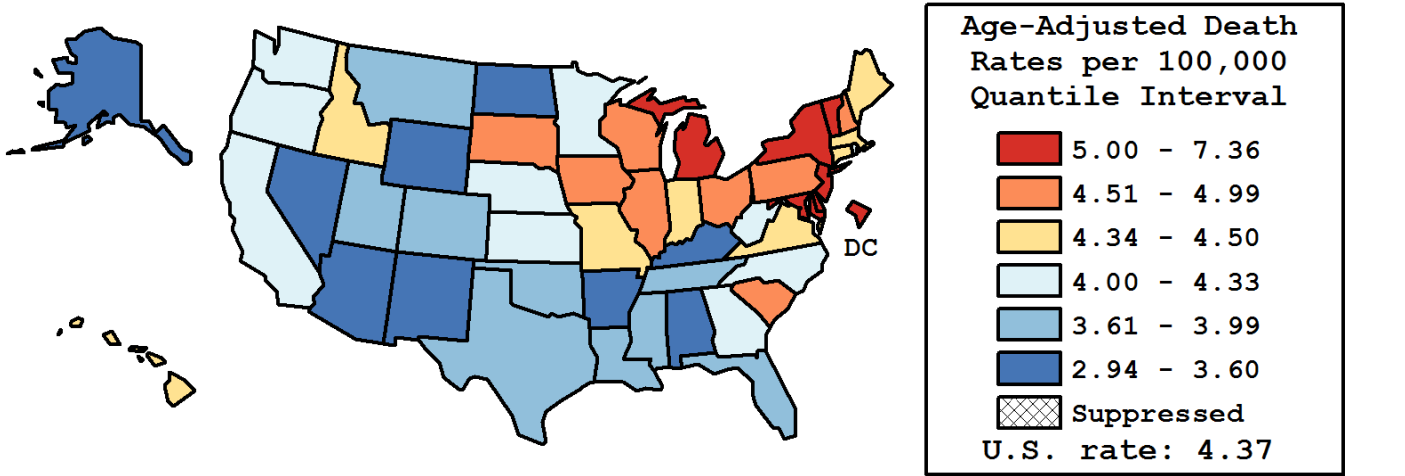 DC
Age-Adjusted Death
Rates per 100,000
Quantile Interval
5.00 - 7.36
4.51 - 4.99
4.34 - 4.50
4.00 - 4.33
3.61 - 3.99
2.94 - 3.60
Suppressed
U.S. rate: 4.37